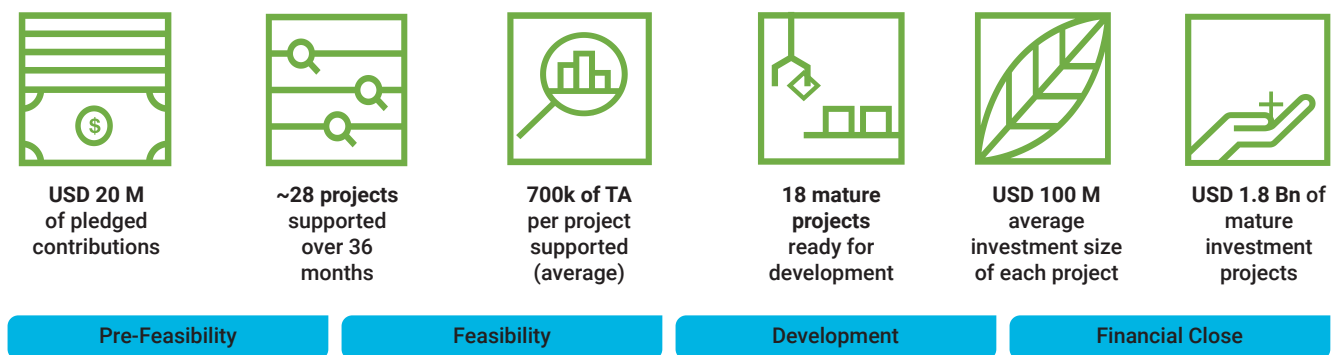 $
USD 20 M
of pledged
contributions
~28 projects
supported
over 36
months
700k of TA
per project
supported
(average)
18 mature
projects
ready for
development
USD 100 M
average
investment size
of each project
USD 1.8 Bn of
mature
investment
projects
Pre-Feasibility
Feasibility
Development
Financial Close